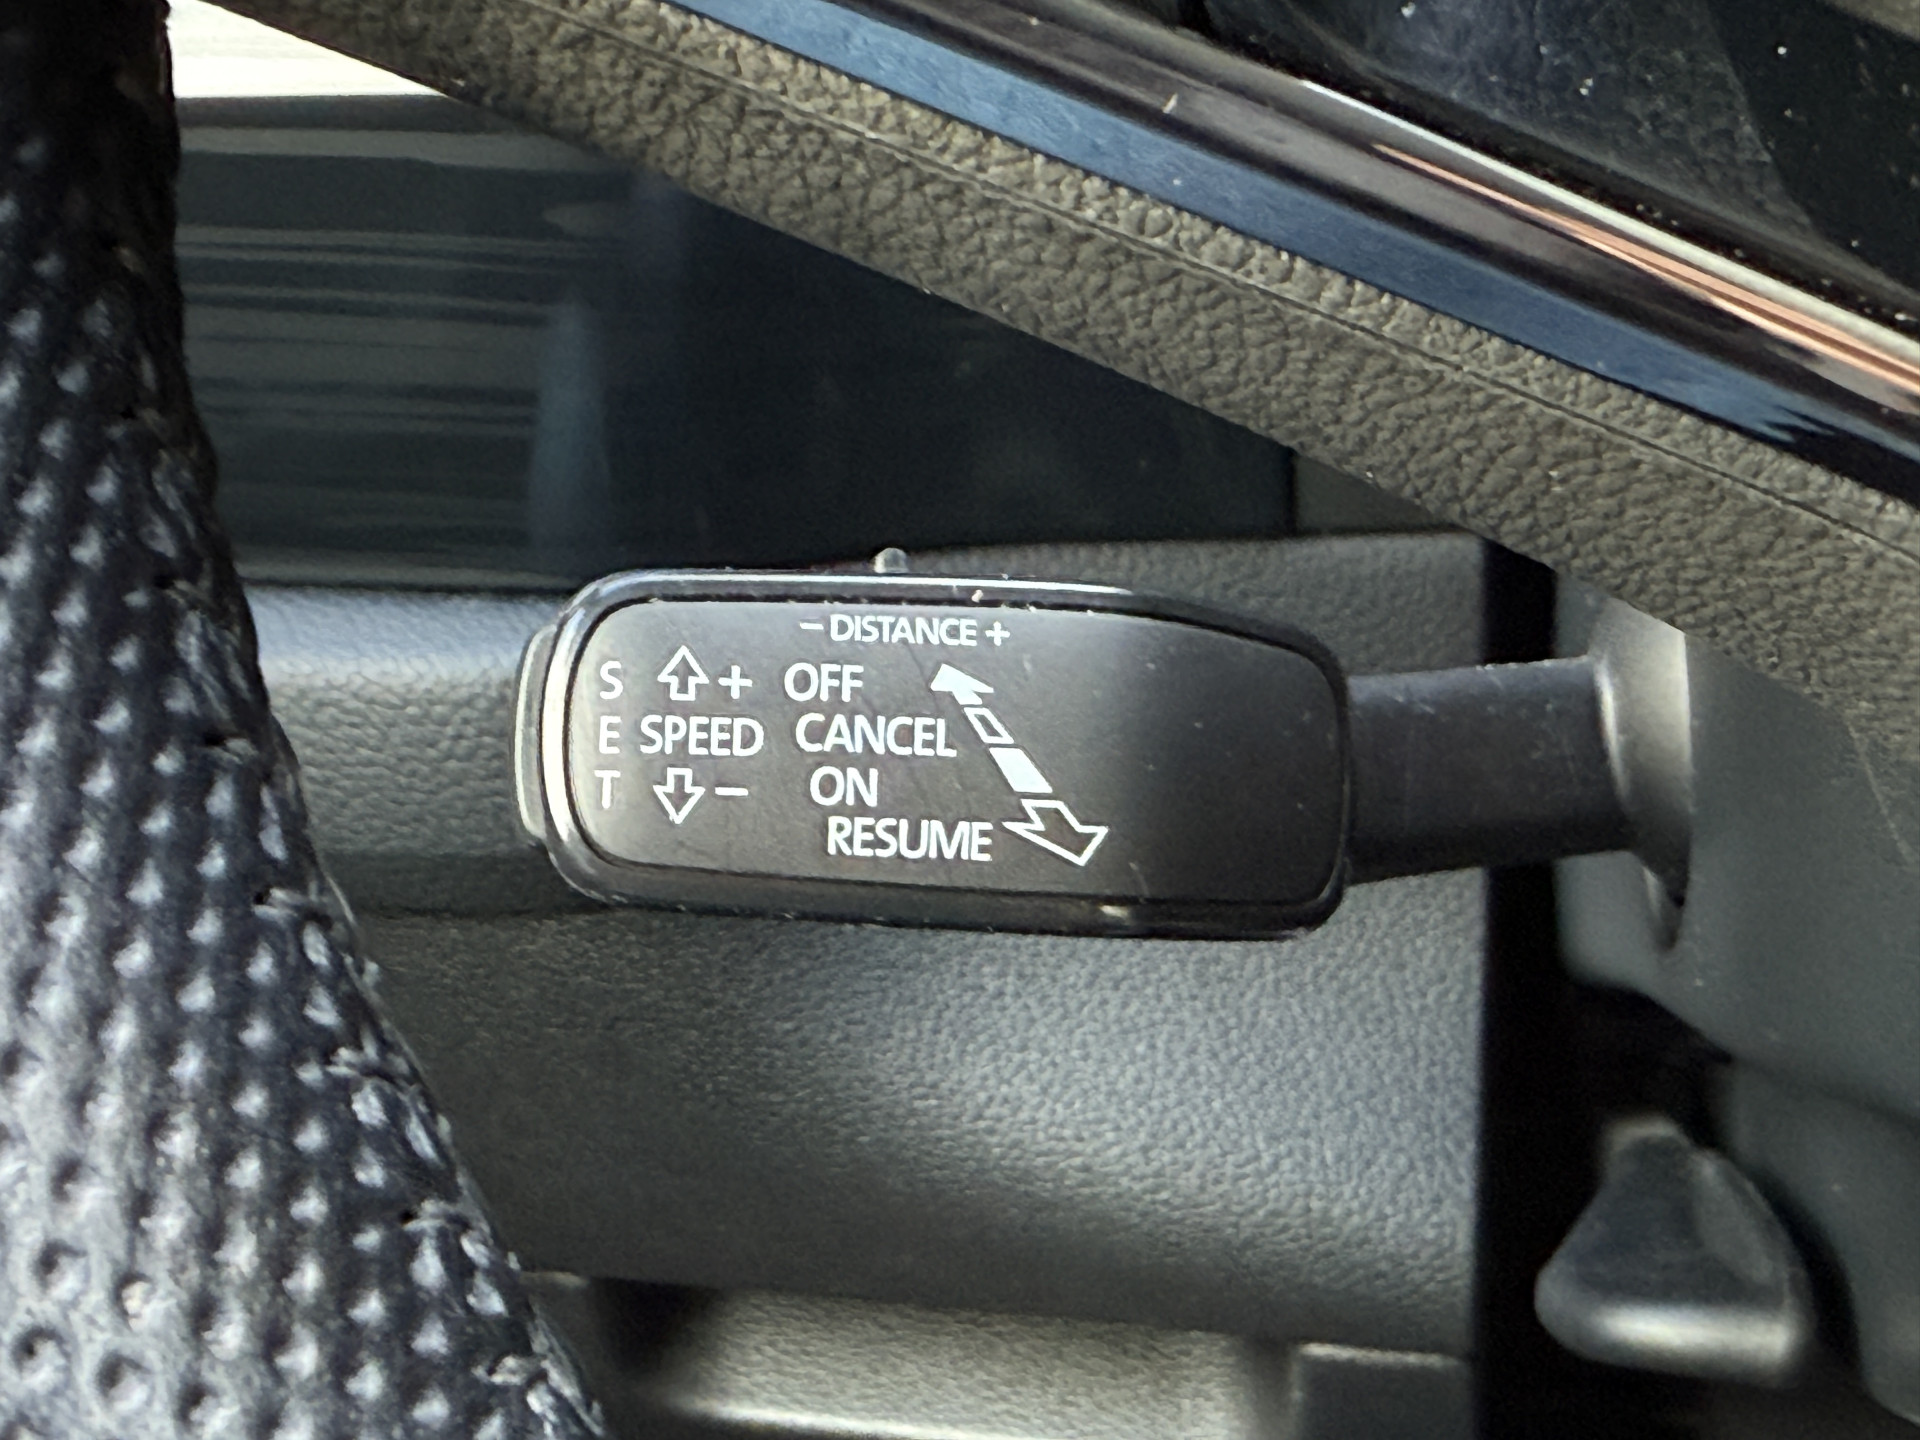 − DISTANCE +
S + OFF
E SPEED CANCEL
T − ON
RESUME